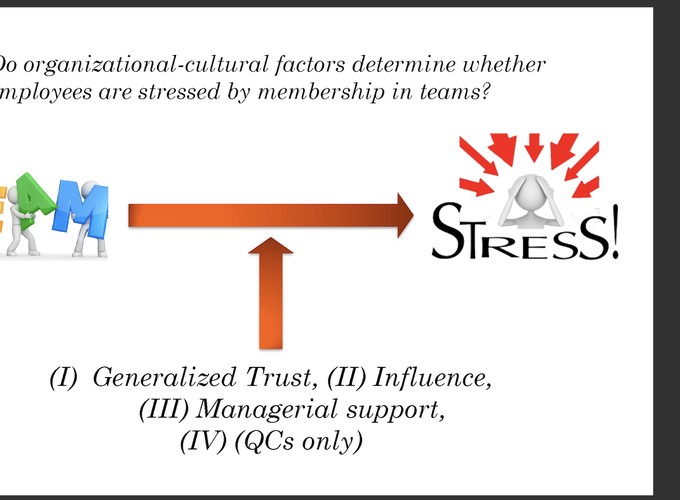 Do organizational-cultural factors determine whether
mployees are stressed by membership in teams?
EAM
STRESS!
(I) Generalized Trust, (II) Influence,
(III) Managerial support,
(IV) (QCs only)